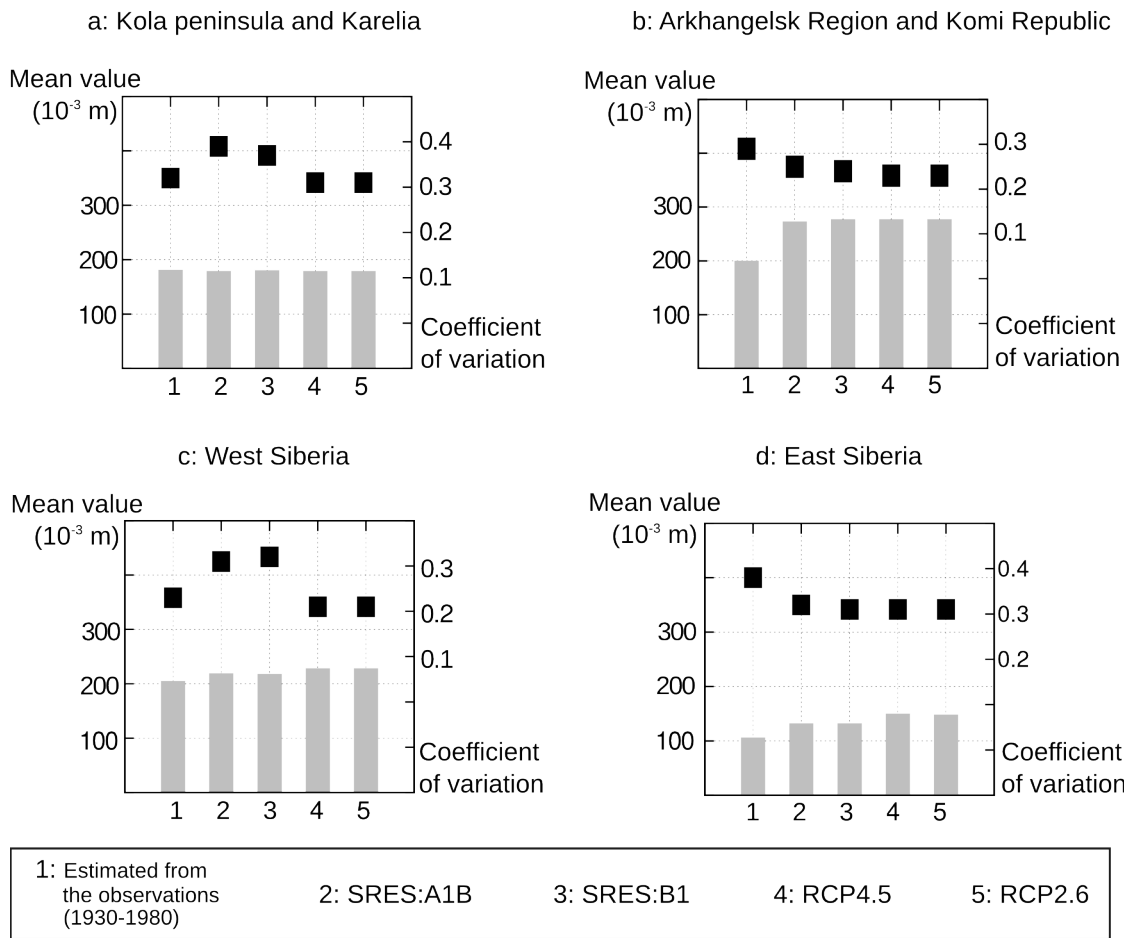 a: Kola peninsula and Karelia
Mean value
(10-3 m)
300
200
100
0.4
0.3
0.2
0.1
Coefficient
of variation
1 2 3 4 5
b: Arkhangelsk Region and Komi Republic
Mean value
(10-3 m)
300
200
100
0.3
0.2
0.1
Coefficient
of variation
1 2 3 4 5
c: West Siberia
Mean value
(10-3 m)
300
200
100
0.3
0.2
0.1
Coefficient
of variation
1 2 3 4 5
d: East Siberia
Mean value
(10-3 m)
300
200
100
0.4
0.3
0.2
Coefficient
of variation
1 2 3 4 5
1: Estimated from
the observations
(1930-1980)
2: SRES:A1B
3: SRES:B1
4: RCP4.5
5: RCP2.6